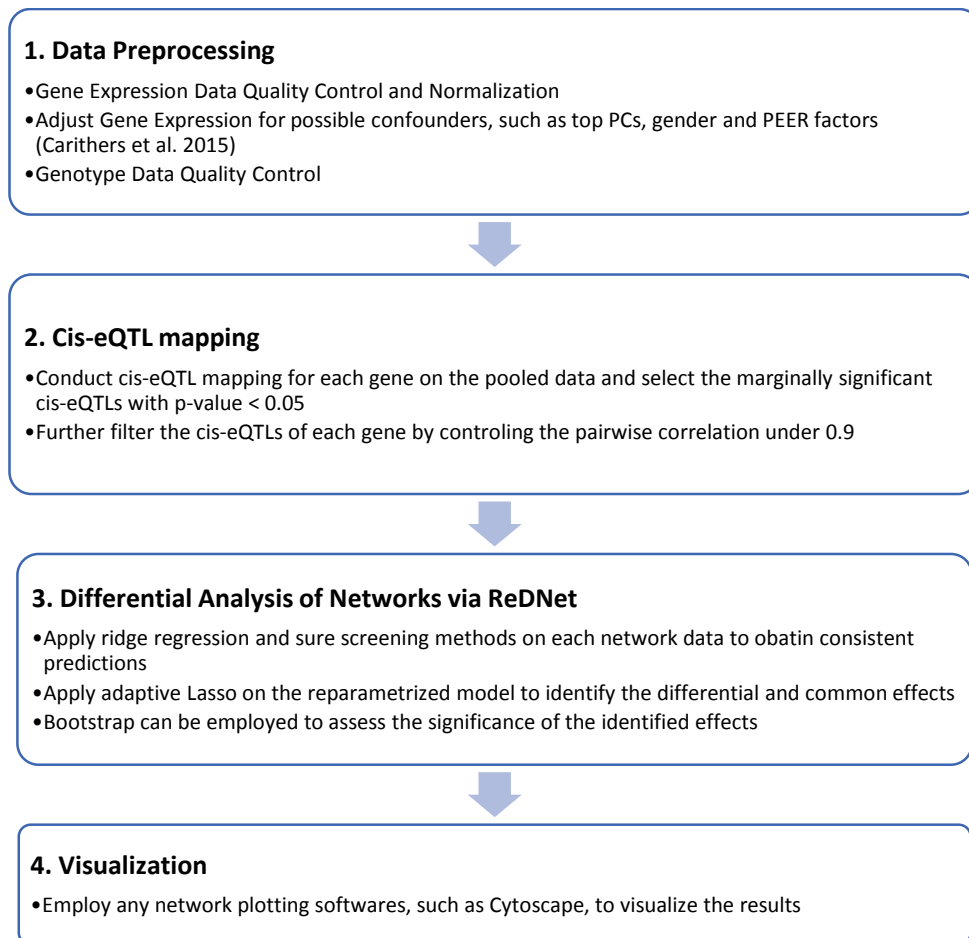 1. Data Preprocessing
•Gene Expression Data Quality Control and Normalization
•Adjust Gene Expression for possible confounders, such as top PCs, gender and PEER factors
(Carithers et al. 2015)
•Genotype Data Quality Control
2. Cis-eQTL mapping
•Conduct cis-eQTL mapping for each gene on the pooled data and select the marginally significant
cis-eQTLs with p-value < 0.05
•Further filter the cis-eQTLs of each gene by controling the pairwise correlation under 0.9
3. Differential Analysis of Networks via ReDNet
•Apply ridge regression and sure screening methods on each network data to obatin consistent
predictions
•Apply adaptive Lasso on the reparametrized model to identify the differential and common effects
•Bootstrap can be employed to assess the significance of the identified effects
4. Visualization
•Employ any network plotting softwares, such as Cytoscape, to visualize the results